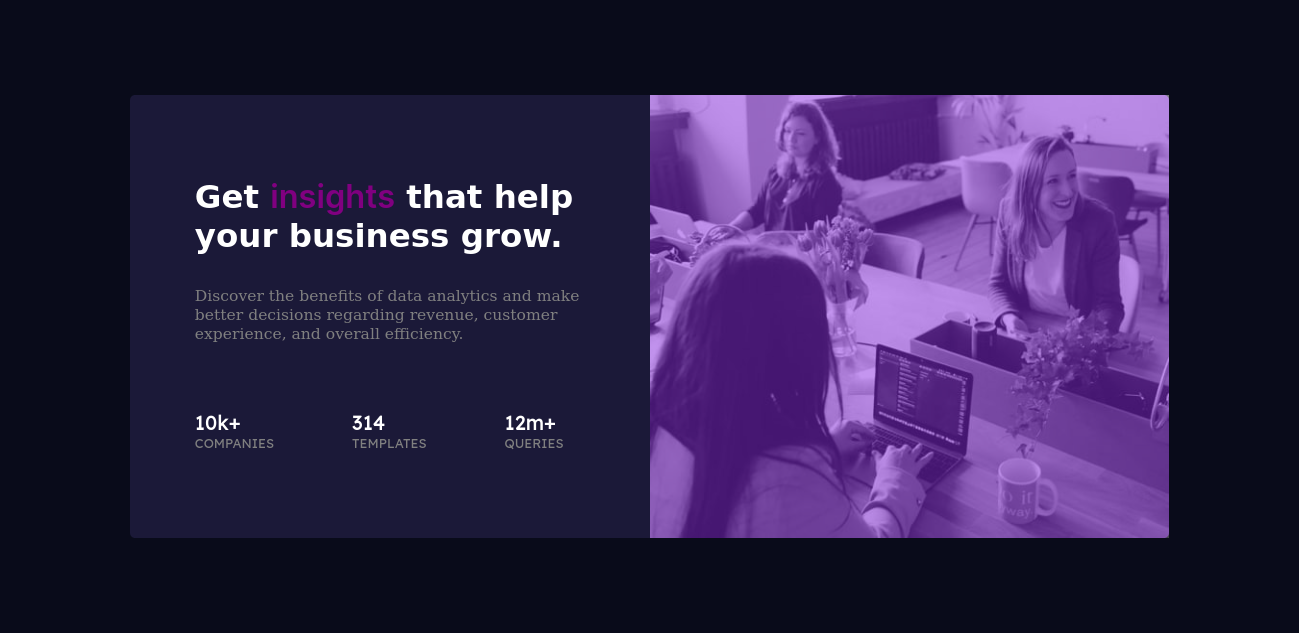 Get insights that help
your business grow.
Discover the benefits of data analytics and make
better decisions regarding revenue, customer
experience, and overall efficiency.
10k+ 314 12m+
COMPANIES TEMPLATES QUERIES